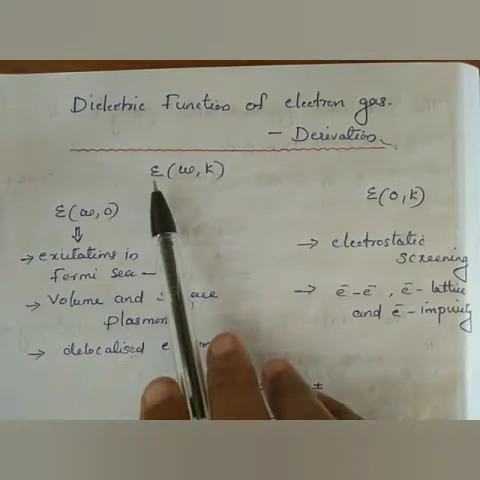 Dielectric Function of electron gas.
- Derivation
ε(ω, k)
ε(ω, 0)
⇓
→ exitations in
Fermi sea -
→ Volume and
plasmon
→ delocalised
ε(0, k)
→ electrostatic
screening
→ e̅ - e̅ , e̅ - lattice
and e̅ - impurity
±